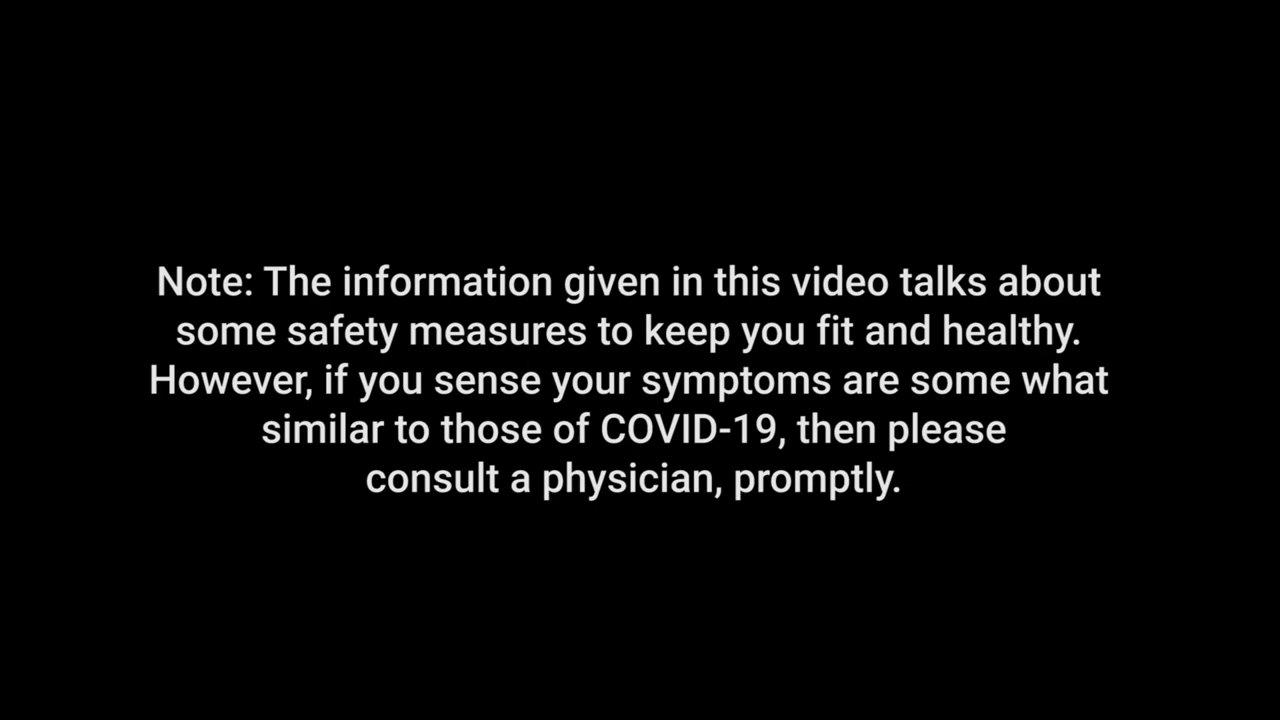 Note: The information given in this video talks about
some safety measures to keep you fit and healthy.
However, if you sense your symptoms are some what
similar to those of COVID-19, then please
consult a physician, promptly.